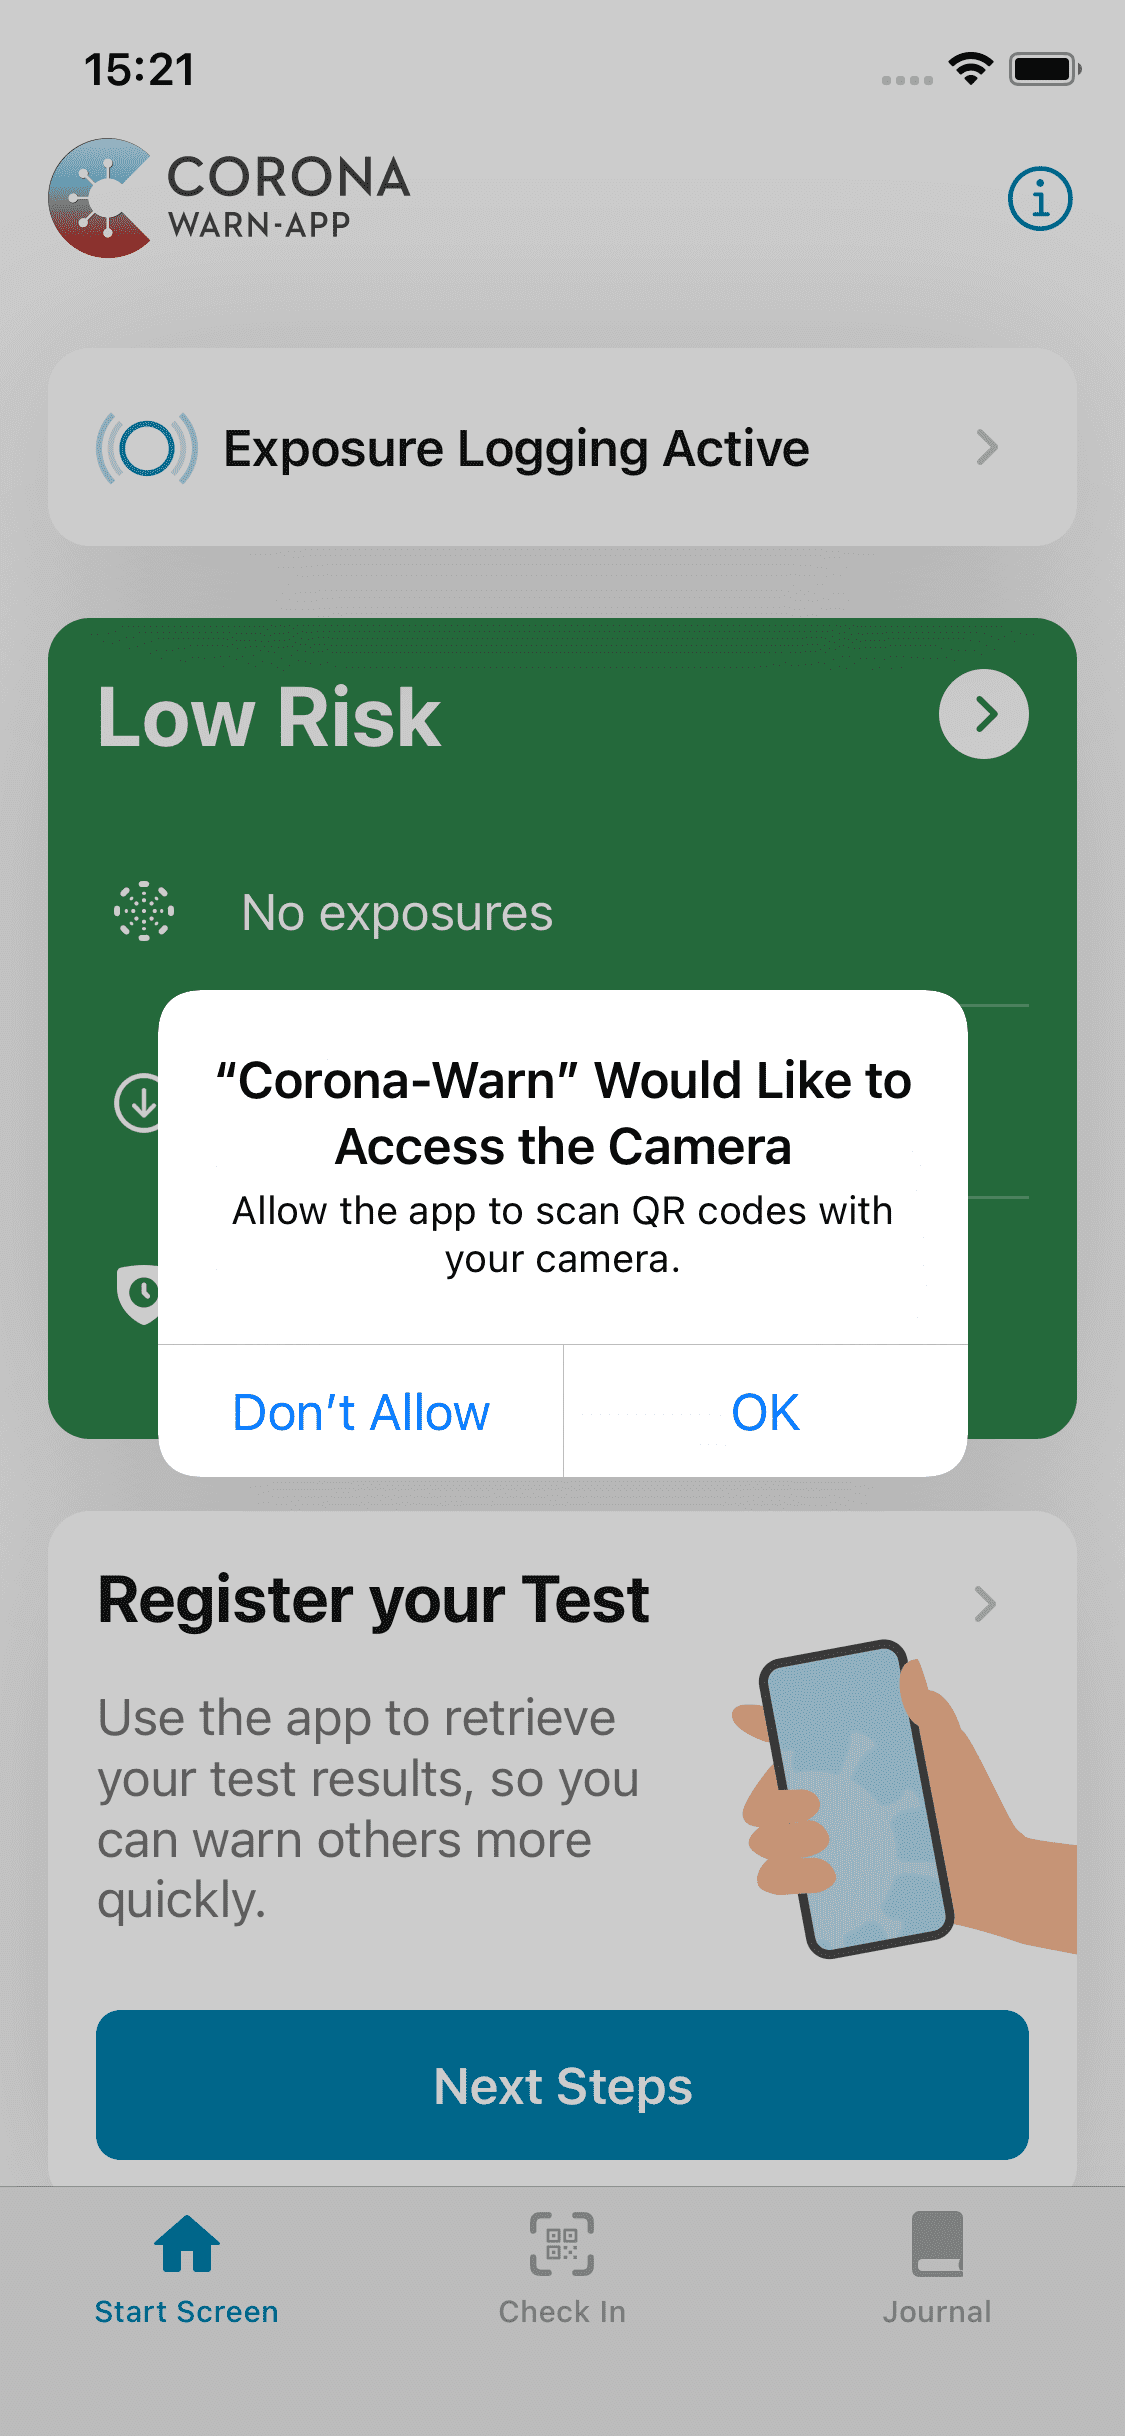 15:21
CORONA
WARN-APP
Exposure Logging Active
Low Risk
No exposures
“Corona-Warn” Would Like to
Access the Camera
Allow the app to scan QR codes with
your camera.
Don’t Allow
OK
Register your Test
Use the app to retrieve
your test results, so you
can warn others more
quickly.
Next Steps
Start Screen
Check In
Journal